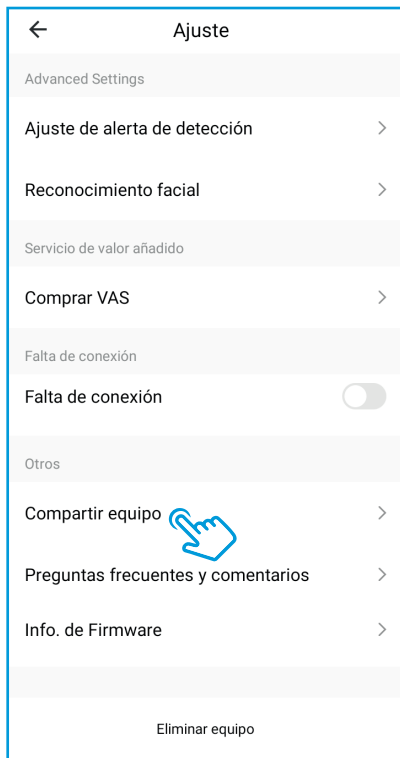 Ajuste
Advanced Settings
Ajuste de alerta de detección
Reconocimiento facial
Servicio de valor añadido
Comprar VAS
Falta de conexión
Falta de conexión
Otros
Compartir equipo
Preguntas frecuentes y comentarios
Info. de Firmware
Eliminar equipo